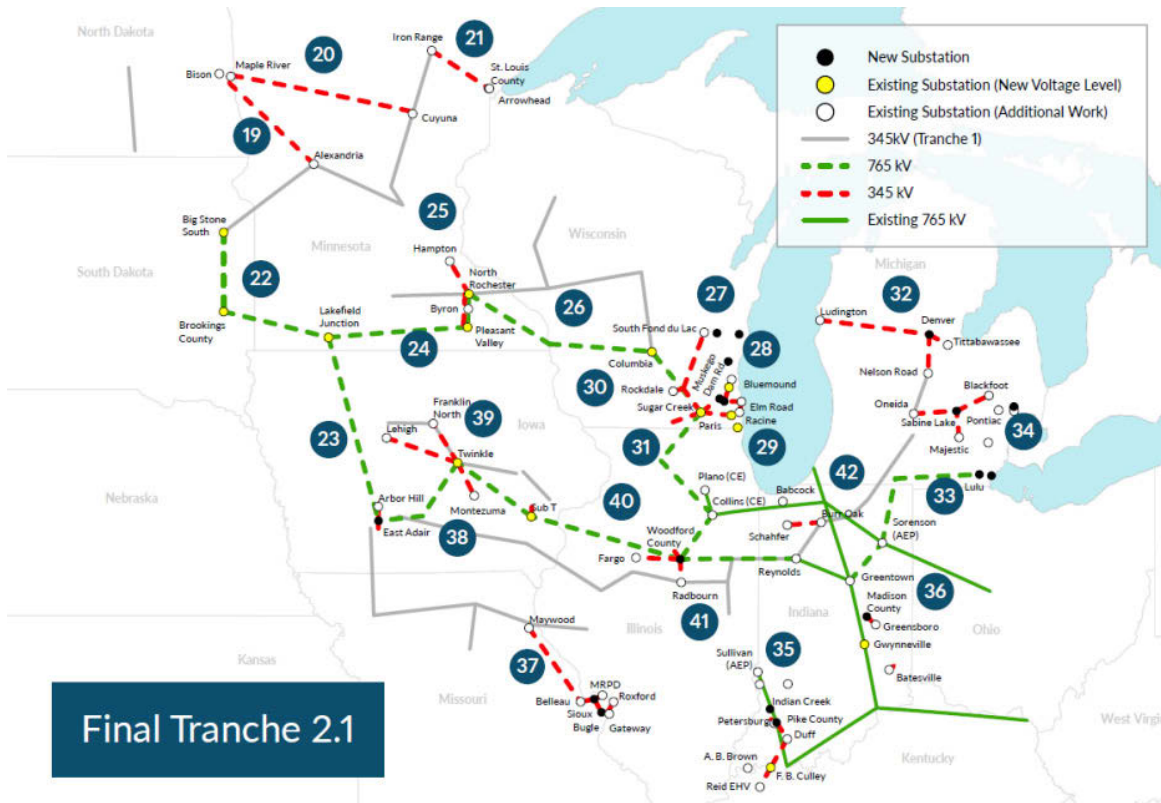 North Dakota
Bison
Maple River
20
Iron Range
21
St. Louis
County
Arrowhead
Cuyuna
19
Alexandria
New Substation
Existing Substation (New Voltage Level)
Existing Substation (Additional Work)
345kV (Tranche 1)
765 kV
345 kV
Existing 765 kV
Big Stone
South
Minnesota
25
Hampton
Wisconsin
Michigan
South Dakota
22
North
Rochester
Byron
26
27
32
Ludington
Denver
Tittabawassee
Brookings
County
Lakefield
Junction
24
Pleasant
Valley
South Fond du Lac
28
Columbia
Muskego
Dam Rd
Bluemound
Nelson Road
30
Rockdale
Sugar Creek
Elm Road
Paris
Racine
Blackfoot
Oneida
Sabine Lake
Pontiac
34
Majestic
Franklin
North
39
Lehigh
Iowa
23
Twinkle
31
29
42
33
Lulu
Nebraska
Montezuma
Plano (CE)
Babcock
Collins (CE)
40
Arbor Hill
Sub T
East Adair
38
Woodford
County
Schahfer
Burr Oak
Sorenson
(AEP)
Fargo
Reynolds
Greentown
Radbourn
41
36
Madison
County
Indiana
Greensboro
Ohio
Maywood
Illinois
Gwynneville
Kansas
37
Sullivan
(AEP)
35
Batesville
Missouri
MRPD
Belleau
Roxford
Sioux
Bugle
Gateway
Indian Creek
Petersburg
Pike County
Duff
West Virgi
A. B. Brown
F. B. Culley
Reid EHV
Kentucky
Final Tranche 2.1